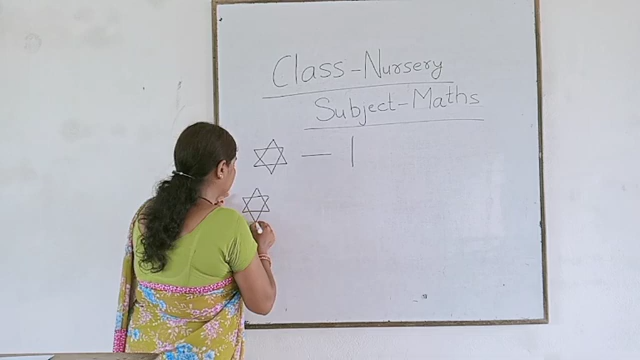 Class-Nursery
Subject-Maths
— 1